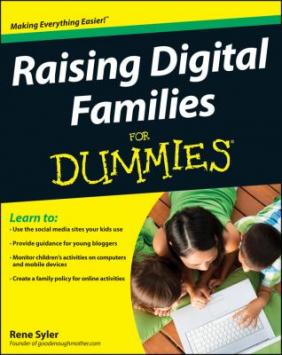 Making Everything Easier!™
Raising Digital
Families
FOR
DUMMIES®
Learn to:
• Use the social media sites your kids use
• Provide guidance for young bloggers
• Monitor children's activities on computers
and mobile devices
• Create a family policy for online activities
Rene Syler
Founder of goodenoughmother.com